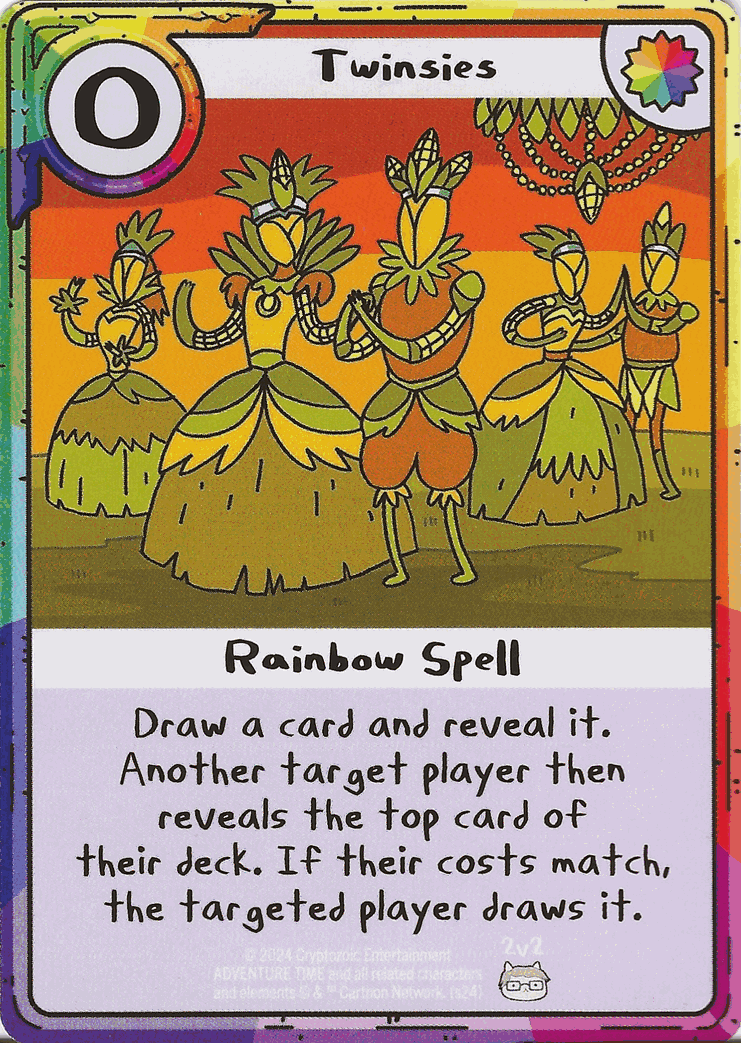 0
Twinsies
Rainbow Spell
Draw a card and reveal it.
Another target player then
reveals the top card of
their deck. If their costs match,
the targeted player draws it.
© 2024 Cryptozoic Entertainment
2v2
ADVENTURE TIME and all related characters
and elements © & ™ Cartoon Network. (s24)